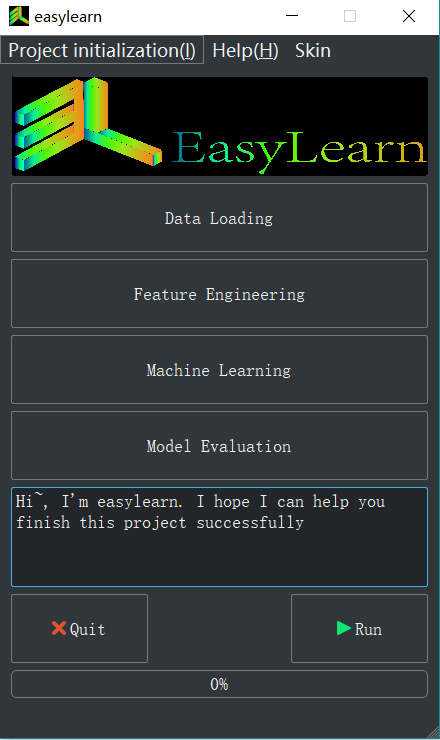 easylearn
Project initialization(I) Help(H) Skin
EasyLearn
Data Loading
Feature Engineering
Machine Learning
Model Evaluation
Hi~, I'm easylearn. I hope I can help you
finish this project successfully
Quit Run
0%